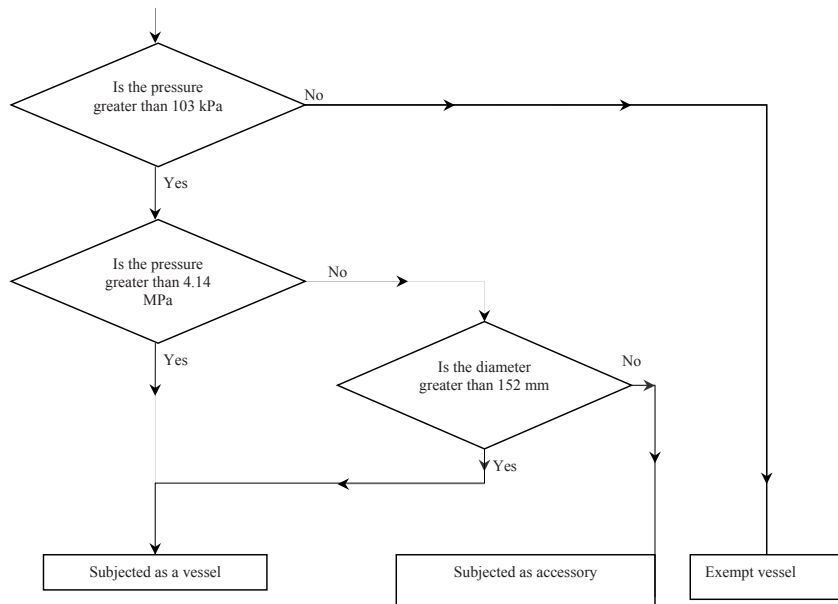 Is the pressure
greater than 103 kPa
No
Yes
Is the pressure
greater than 4.14
MPa
No
Yes
Is the diameter
greater than 152 mm
No
Yes
Subjected as a vessel
Subjected as accessory
Exempt vessel